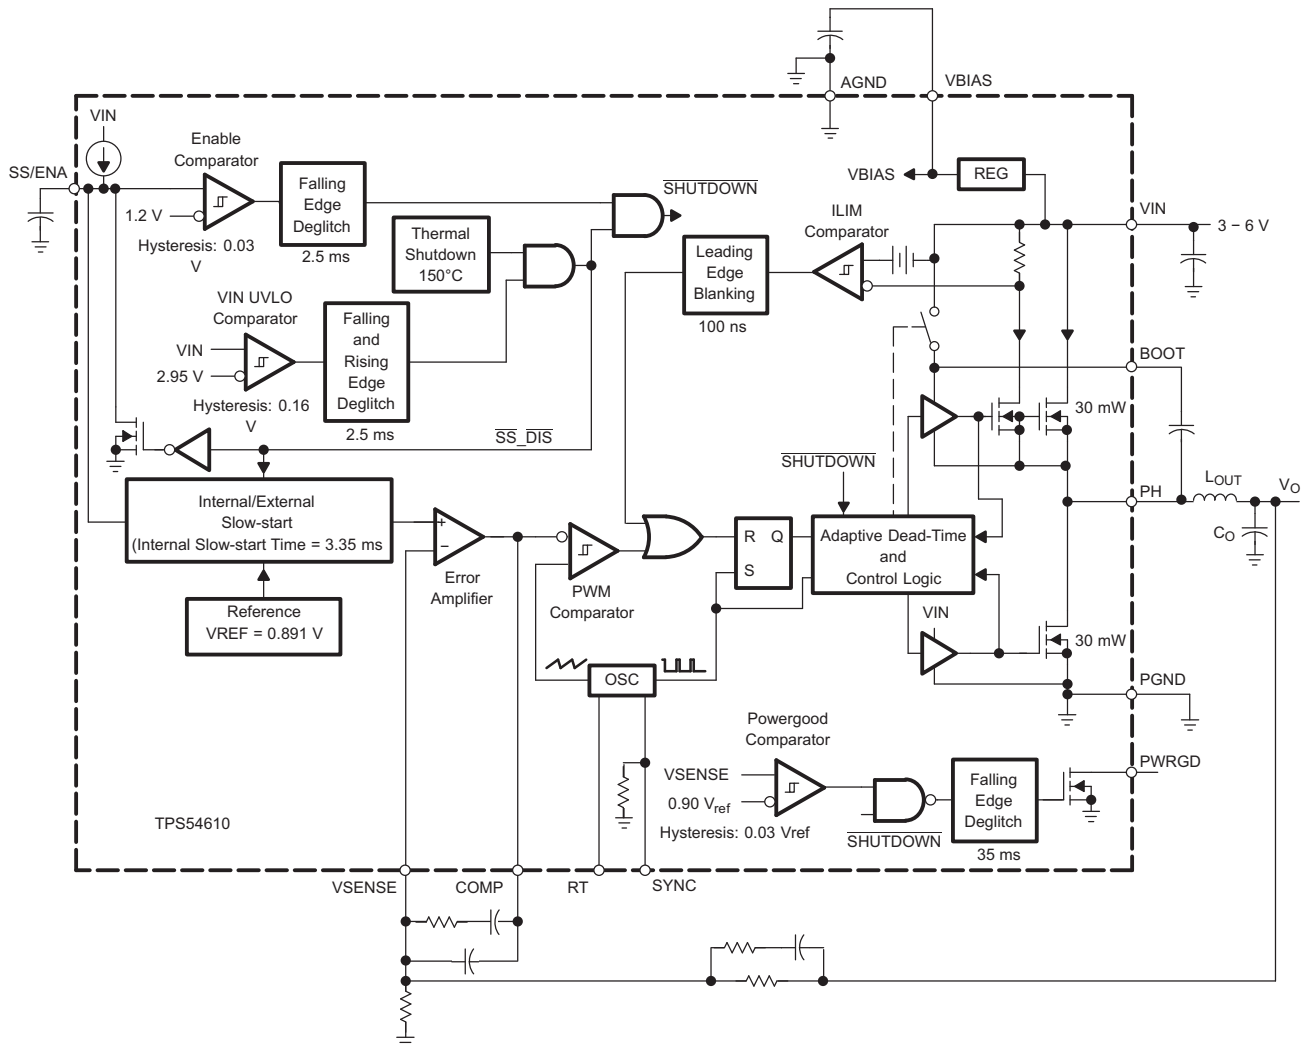 AGND
VBIAS
VIN
Enable
Comparator
SS/ENA
1.2 V
Hysteresis: 0.03
V
Falling
Edge
Deglitch
2.5 ms
SHUTDOWN
Thermal
Shutdown
150°C
VIN UVLO
Comparator
VIN
2.95 V
Hysteresis: 0.16
V
Falling
and
Rising
Edge
Deglitch
2.5 ms
SS_DIS
VBIAS
REG
VIN
3 – 6 V
ILIM
Comparator
Leading
Edge
Blanking
100 ns
BOOT
30 mW
SHUTDOWN
PH
LOUT
VO
CO
Internal/External
Slow-start
(Internal Slow-start Time = 3.35 ms
+
−
Error
Amplifier
Reference
VREF = 0.891 V
PWM
Comparator
R
Q
S
Adaptive Dead-Time
and
Control Logic
VIN
30 mW
OSC
PGND
Powergood
Comparator
VSENSE
0.90 Vref
Hysteresis: 0.03 Vref
SHUTDOWN
Falling
Edge
Deglitch
35 ms
PWRGD
TPS54610
VSENSE
COMP
RT
SYNC